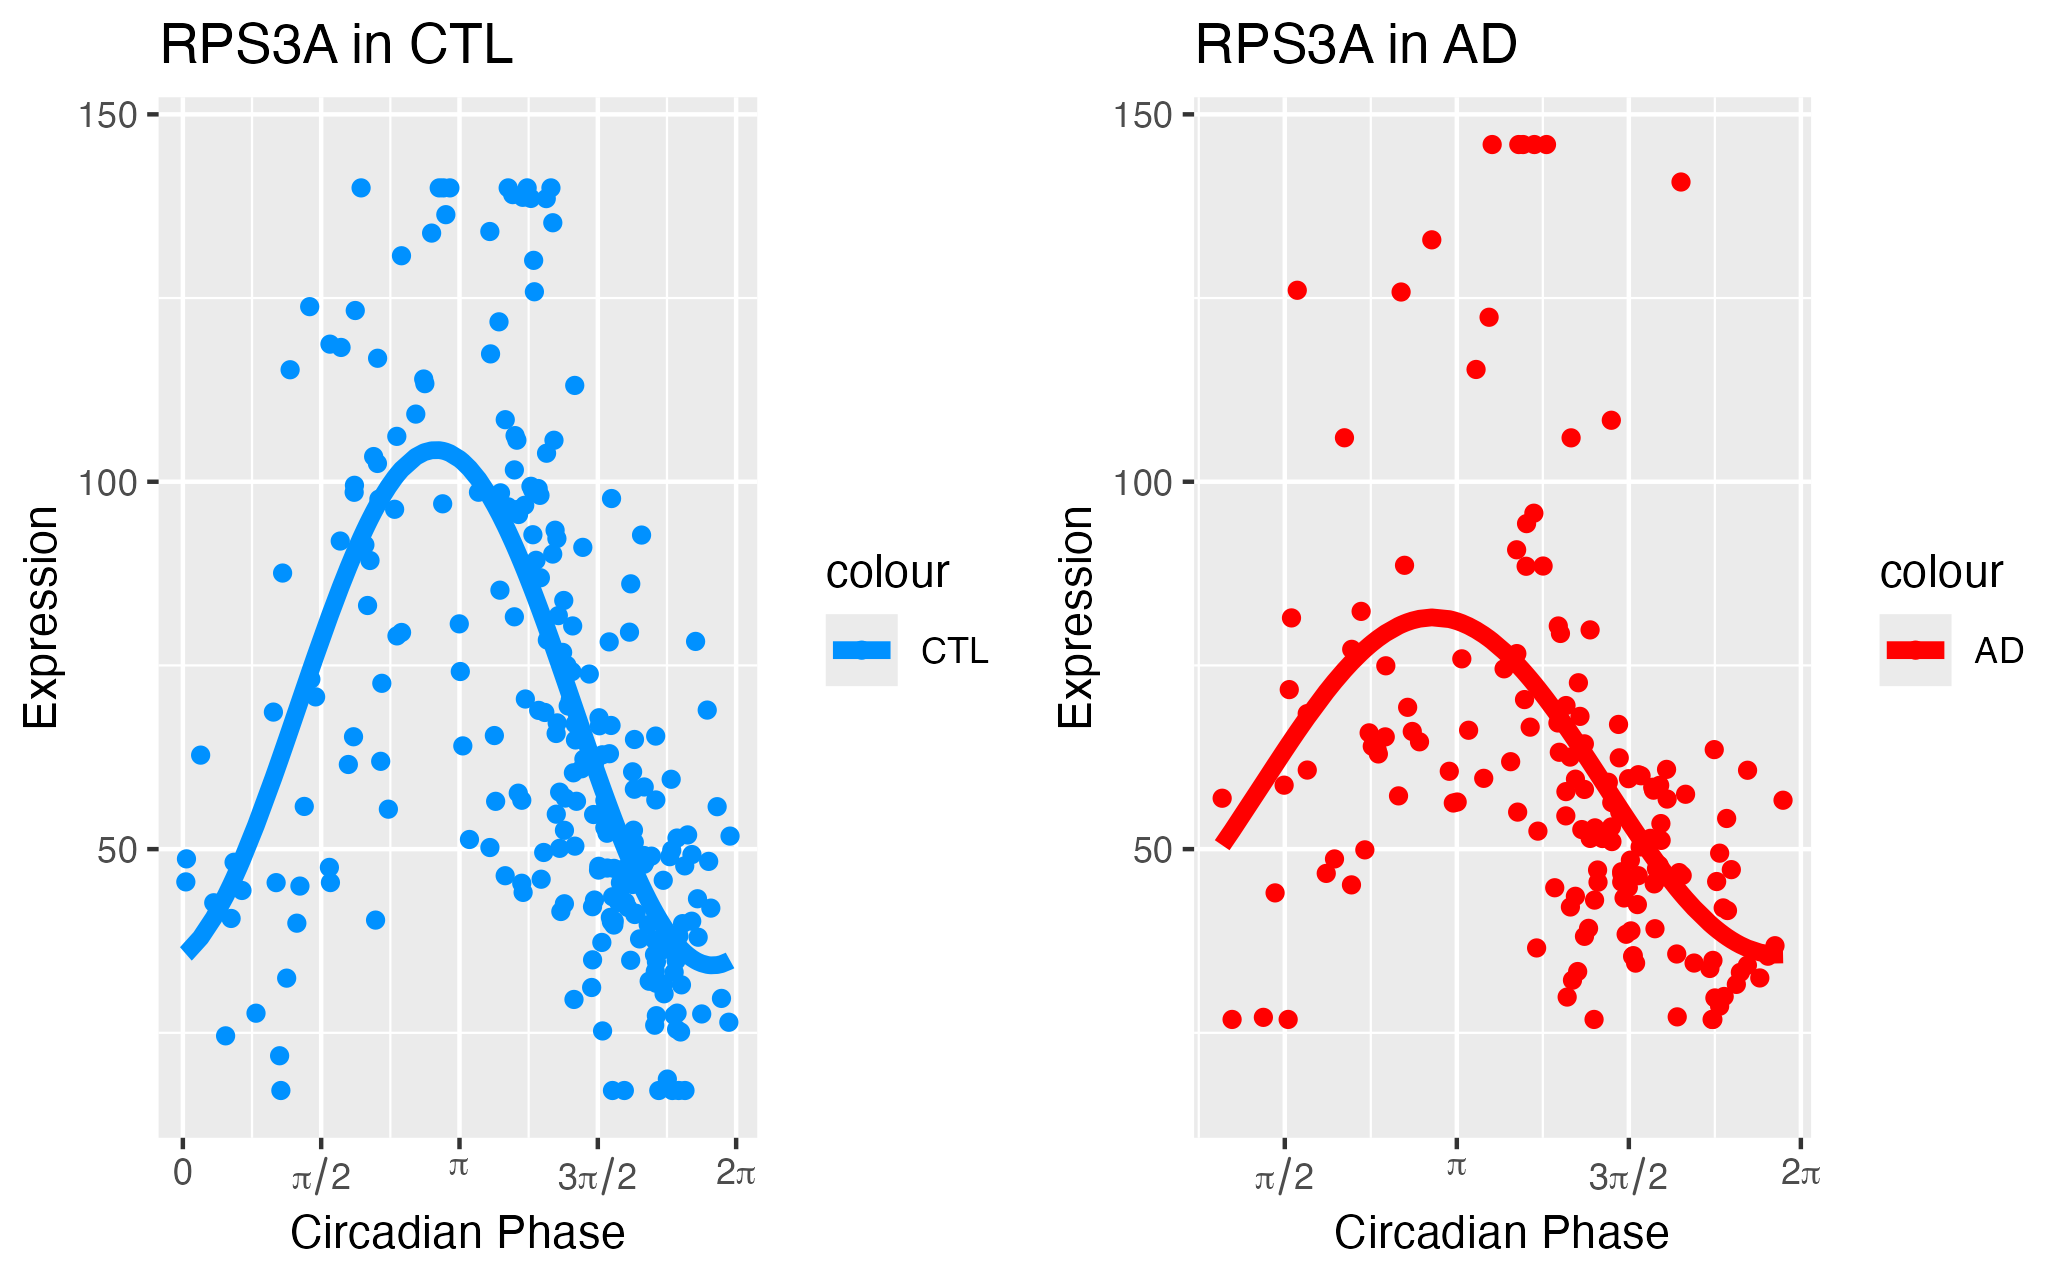 RPS3A in CTL
150
100
50
Expression
0
π/2
π
3π/2
2π
Circadian Phase
colour
CTL
RPS3A in AD
150
100
50
Expression
π/2
π
3π/2
2π
Circadian Phase
colour
AD